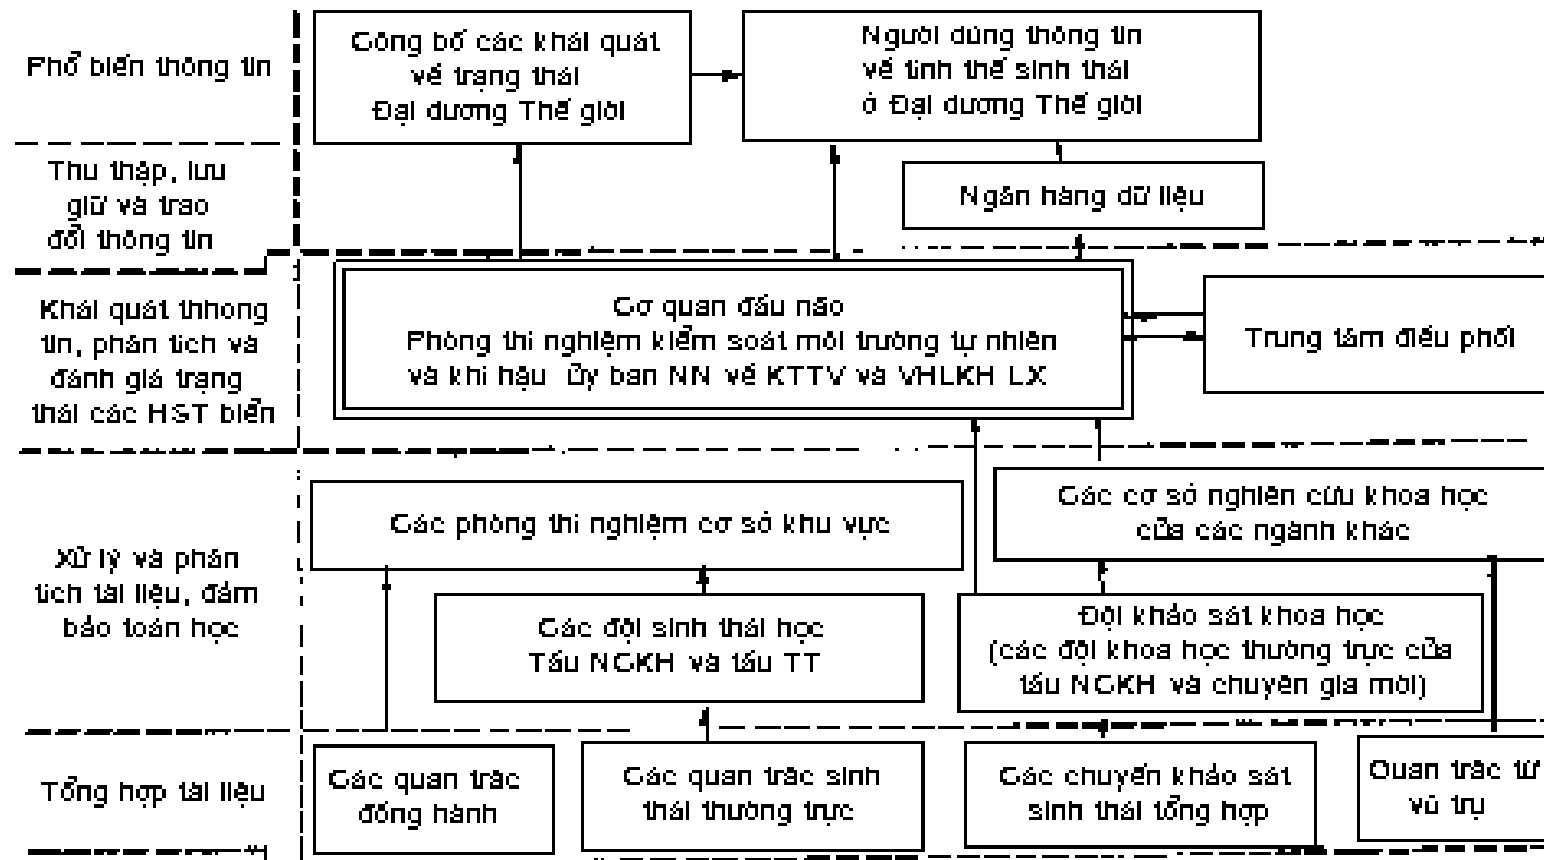 Phổ biến thông tin
Công bố các khái quát
về trạng thái
Đại dương Thế giới
Người dùng thông tin
về tình thế sinh thái
ở Đại dương Thế giới
Thu thập, lưu
giữ và trao
đổi thông tin
Ngân hàng dữ liệu
Khái quát thhong
tin, phân tích và
đánh giá trạng
thái các HST biển
Cơ quan đầu não
Phòng thí nghiệm kiểm soát môi trường tự nhiên
và khí hậu ủy ban NN về KTTV và VHLKH LX
Trung tâm điều phối
Xử lý và phân
tích tài liệu, đảm
bảo toán học
Các phòng thí nghiệm cơ sở khu vực
Các cơ sở nghiên cứu khoa học
của các ngành khác
Các đội sinh thái học
Tầu NCKH và tầu TT
Đội khảo sát khoa học
(các đội khoa học thường trực của
tầu NCKH và chuyên gia mời)
Tổng hợp tài liệu
Các quan trắc
đồng hành
Các quan trắc sinh
thái thường trực
Các chuyến khảo sát
sinh thái tổng hợp
Quan trắc từ
vũ trụ